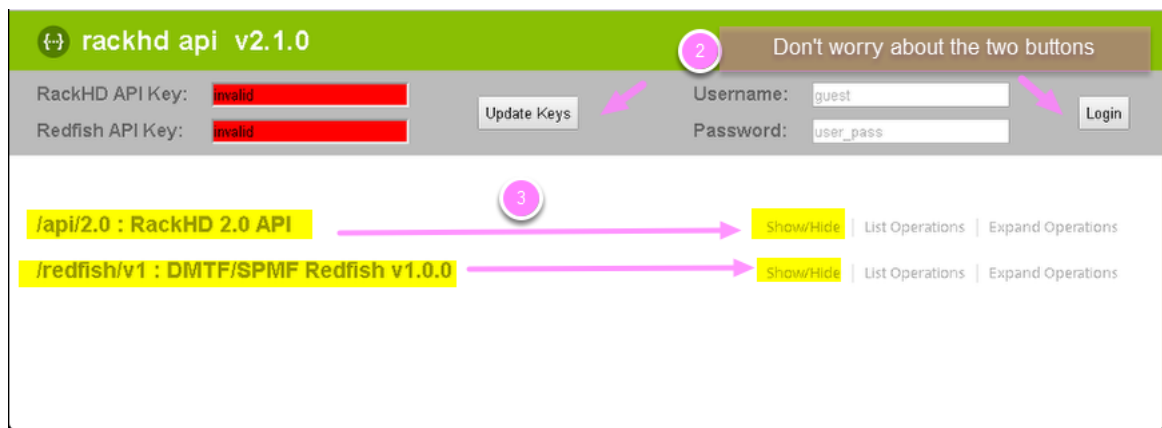 rackhd api v2.1.0
2
Don't worry about the two buttons
RackHD API Key: invalid
Update Keys
Username: guest
Login
Redfish API Key: invalid
Password: user_pass
3
/api/2.0 : RackHD 2.0 API
Show/Hide | List Operations | Expand Operations
/redfish/v1 : DMTF/SPMF Redfish v1.0.0
Show/Hide | List Operations | Expand Operations